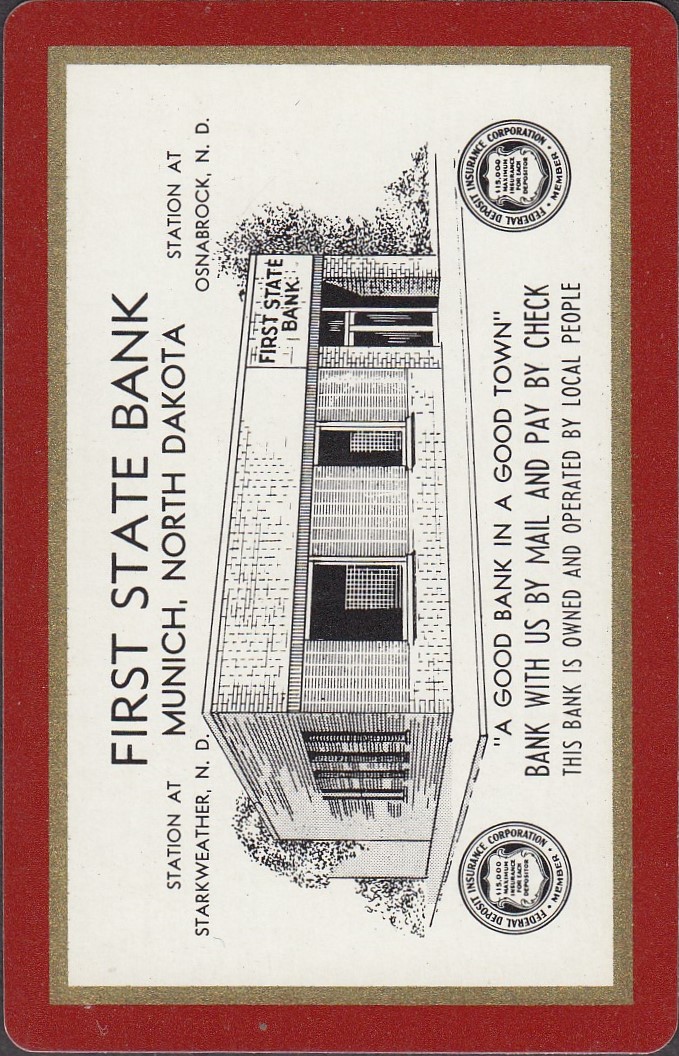 FIRST STATE BANK
MUNICH, NORTH DAKOTA
STATION AT
STARKWEATHER, N. D.
STATION AT
OSNABROCK, N. D.
FIRST STATE
BANK
"A GOOD BANK IN A GOOD TOWN"
BANK WITH US BY MAIL AND PAY BY CHECK
THIS BANK IS OWNED AND OPERATED BY LOCAL PEOPLE
FEDERAL DEPOSIT INSURANCE CORPORATION
• MEMBER •
$15,000
MAXIMUM
INSURANCE
FOR EACH
DEPOSITOR
FEDERAL DEPOSIT INSURANCE CORPORATION
• MEMBER •
$15,000
MAXIMUM
INSURANCE
FOR EACH
DEPOSITOR